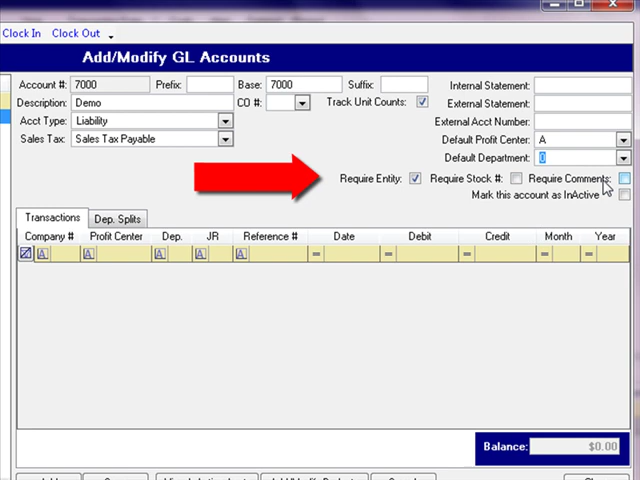 Clock In Clock Out
Add/Modify GL Accounts
Account #: 7000 Prefix: Base: 7000 Suffix: Internal Statement:
Description: Demo CO #: Track Unit Counts: External Statement:
Acct Type: Liability External Acct Number:
Sales Tax: Sales Tax Payable Default Profit Center: A
Default Department: 0
Require Entity: Require Stock #: Require Comments:
Mark this account as InActive
Transactions Dep. Splits
Company # Profit Center Dep. JR Reference # Date Debit Credit Month Year
A A A A A = = = = =
Balance: $0.00